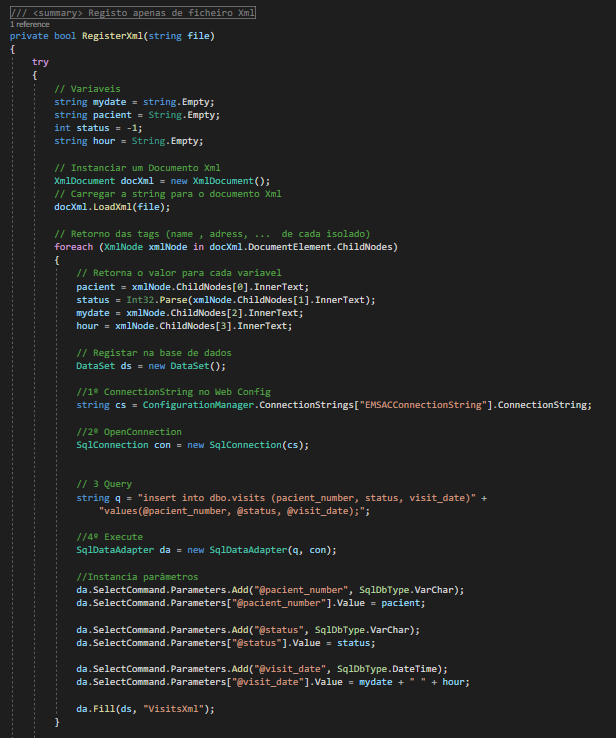 /// <summary> Registo apenas de ficheiro Xml
1 reference
private bool RegisterXml(string file)
{
try
{
// Variaveis
string mydate = string.Empty;
string pacient = String.Empty;
int status = -1;
string hour = String.Empty;
// Instanciar um Documento Xml
XmlDocument docXml = new XmlDocument();
// Carregar a string para o documento Xml
docXml.LoadXml(file);
// Retorno das tags (name , adress, ...  de cada isolado)
foreach (XmlNode xmlNode in docXml.DocumentElement.ChildNodes)
{
// Retorna o valor para cada variavel
pacient = xmlNode.ChildNodes[0].InnerText;
status = Int32.Parse(xmlNode.ChildNodes[1].InnerText);
mydate = xmlNode.ChildNodes[2].InnerText;
hour = xmlNode.ChildNodes[3].InnerText;
// Registar na base de dados
DataSet ds = new DataSet();
//1º ConnectionString no Web Config
string cs = ConfigurationManager.ConnectionStrings["EMSACConnectionString"].ConnectionString;
//2º OpenConnection
SqlConnection con = new SqlConnection(cs);
// 3 Query
string q = "insert into dbo.visits (pacient_number, status, visit_date)" +
"values(@pacient_number, @status, @visit_date);";
//4º Execute
SqlDataAdapter da = new SqlDataAdapter(q, con);
//Instancia parâmetros
da.SelectCommand.Parameters.Add("@pacient_number", SqlDbType.VarChar);
da.SelectCommand.Parameters["@pacient_number"].Value = pacient;
da.SelectCommand.Parameters.Add("@status", SqlDbType.VarChar);
da.SelectCommand.Parameters["@status"].Value = status;
da.SelectCommand.Parameters.Add("@visit_date", SqlDbType.DateTime);
da.SelectCommand.Parameters["@visit_date"].Value = mydate + " " + hour;
da.Fill(ds, "VisitsXml");
}